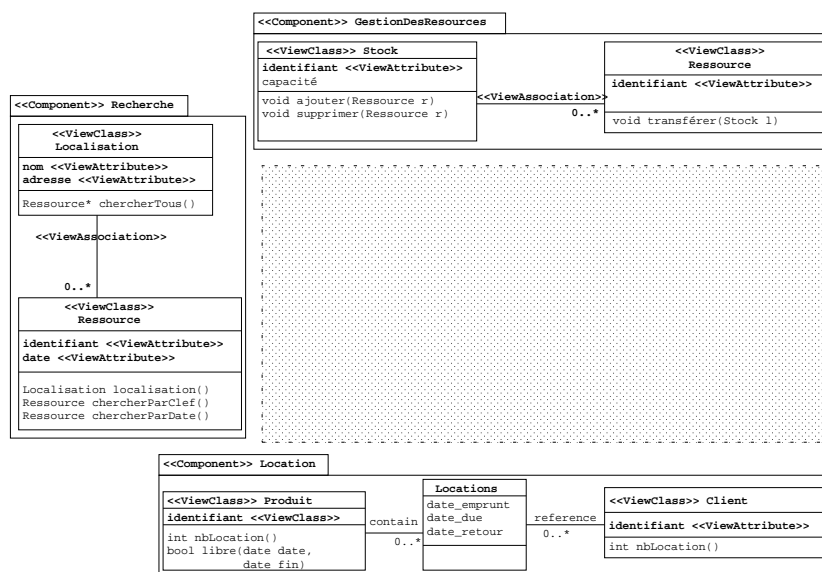 <<Component>> GestionDesResources
<<ViewClass>> Stock
identifiant <<ViewAttribute>>
capacité
void ajouter(Ressource r)
void supprimer(Ressource r)
<<ViewAssociation>>
0..*
<<ViewClass>>
Ressource
identifiant <<ViewAttribute>>
void transférer(Stock l)
<<Component>> Recherche
<<ViewClass>>
Localisation
nom <<ViewAttribute>>
adresse <<ViewAttribute>>
Ressource* chercherTous()
<<ViewAssociation>>
0..*
<<ViewClass>>
Ressource
identifiant <<ViewAttribute>>
date <<ViewAttribute>>
Localisation localisation()
Ressource chercherParClef()
Ressource chercherParDate()
<<Component>> Location
<<ViewClass>> Produit
identifiant <<ViewClass>>
int nbLocation()
bool libre(date date,
date fin)
contain
0..*
Locations
date_emprunt
date_due
date_retour
reference
0..*
<<ViewClass>> Client
identifiant <<ViewAttribute>>
int nbLocation()